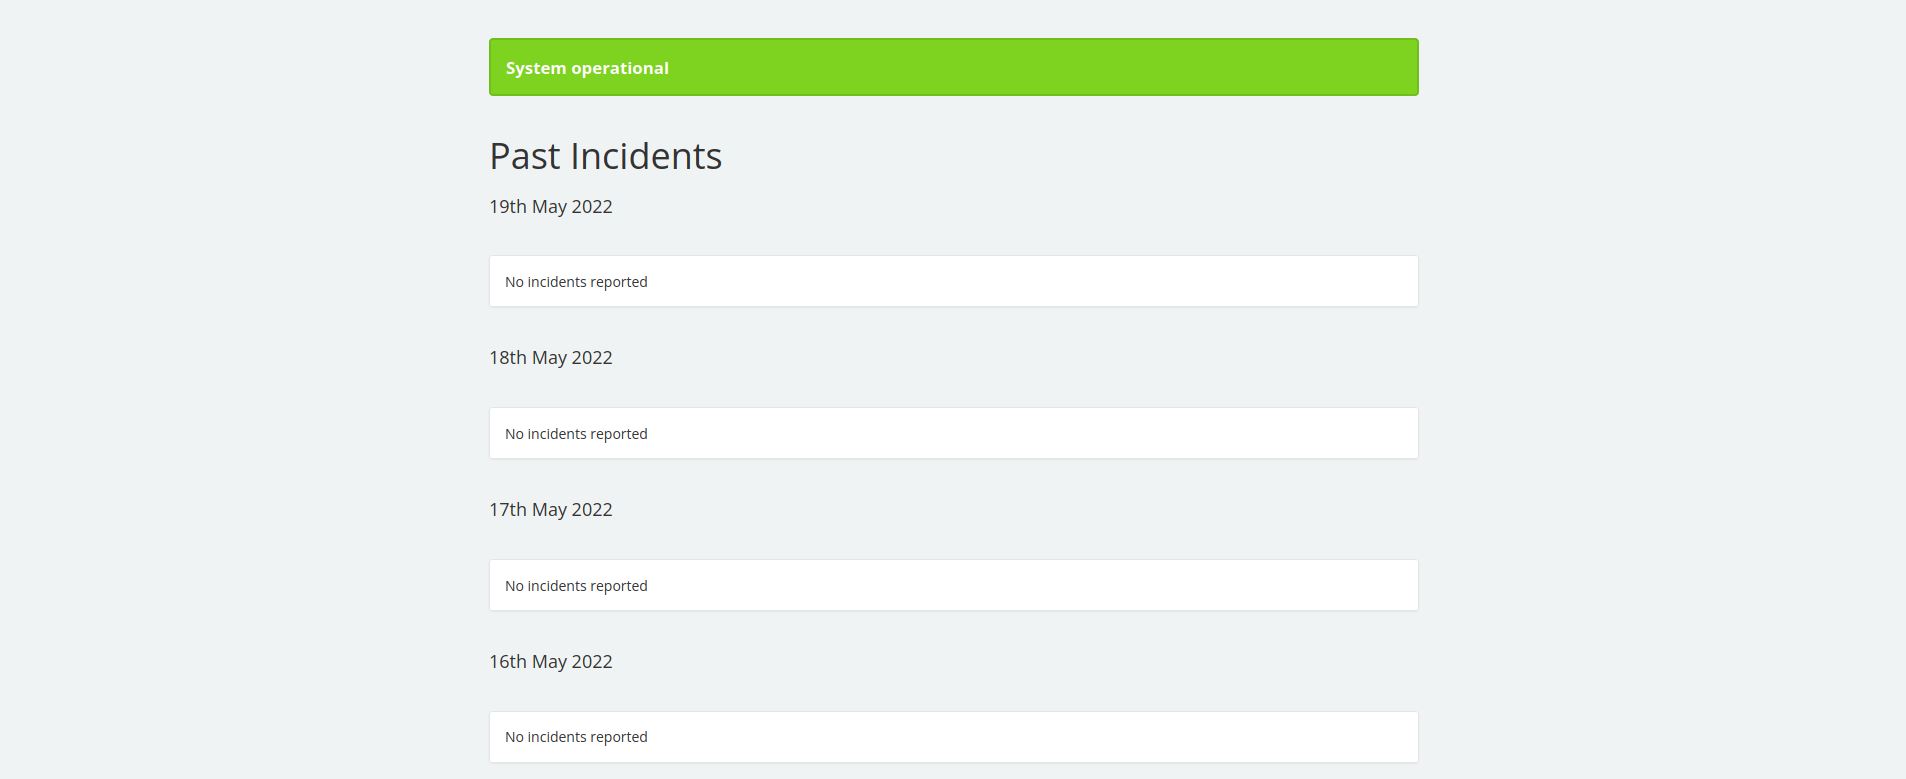 System operational
Past Incidents
19th May 2022
No incidents reported
18th May 2022
No incidents reported
17th May 2022
No incidents reported
16th May 2022
No incidents reported